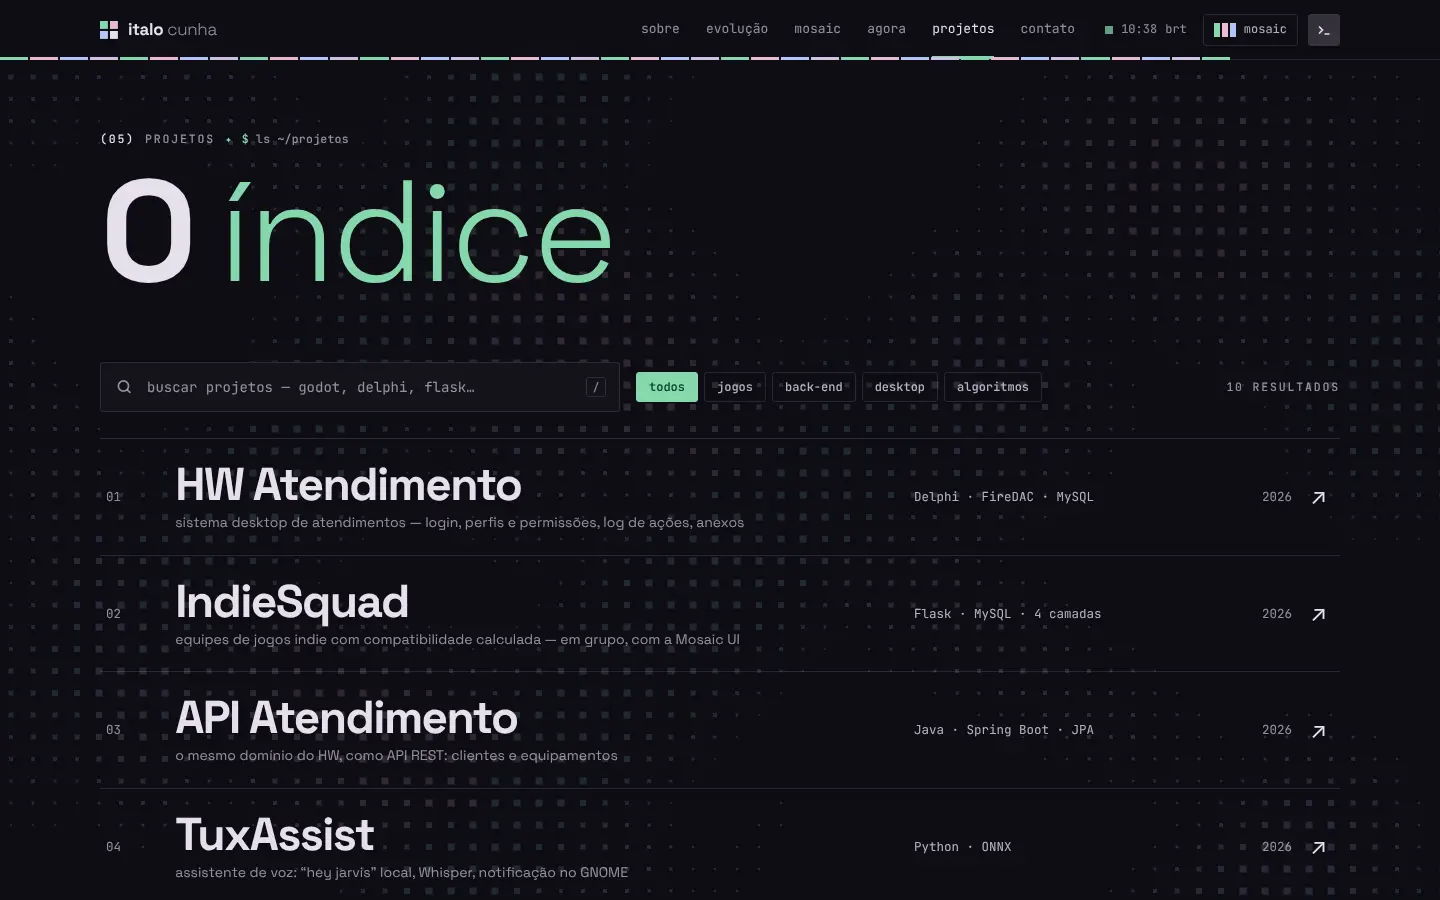 italo cunha
sobre evolução mosaic agora projetos contato 10:38 brt mosaic >_
(05) PROJETOS ✦ $ ls ~/projetos
O índice
buscar projetos — godot, delphi, flask… /
todos jogos back-end desktop algoritmos 10 RESULTADOS
01 HW Atendimento Delphi · FireDAC · MySQL 2026
sistema desktop de atendimentos — login, perfis e permissões, log de ações, anexos
02 IndieSquad Flask · MySQL · 4 camadas 2026
equipes de jogos indie com compatibilidade calculada — em grupo, com a Mosaic UI
03 API Atendimento Java · Spring Boot · JPA 2026
o mesmo domínio do HW, como API REST: clientes e equipamentos
04 TuxAssist Python · ONNX 2026
assistente de voz: “hey jarvis” local, Whisper, notificação no GNOME